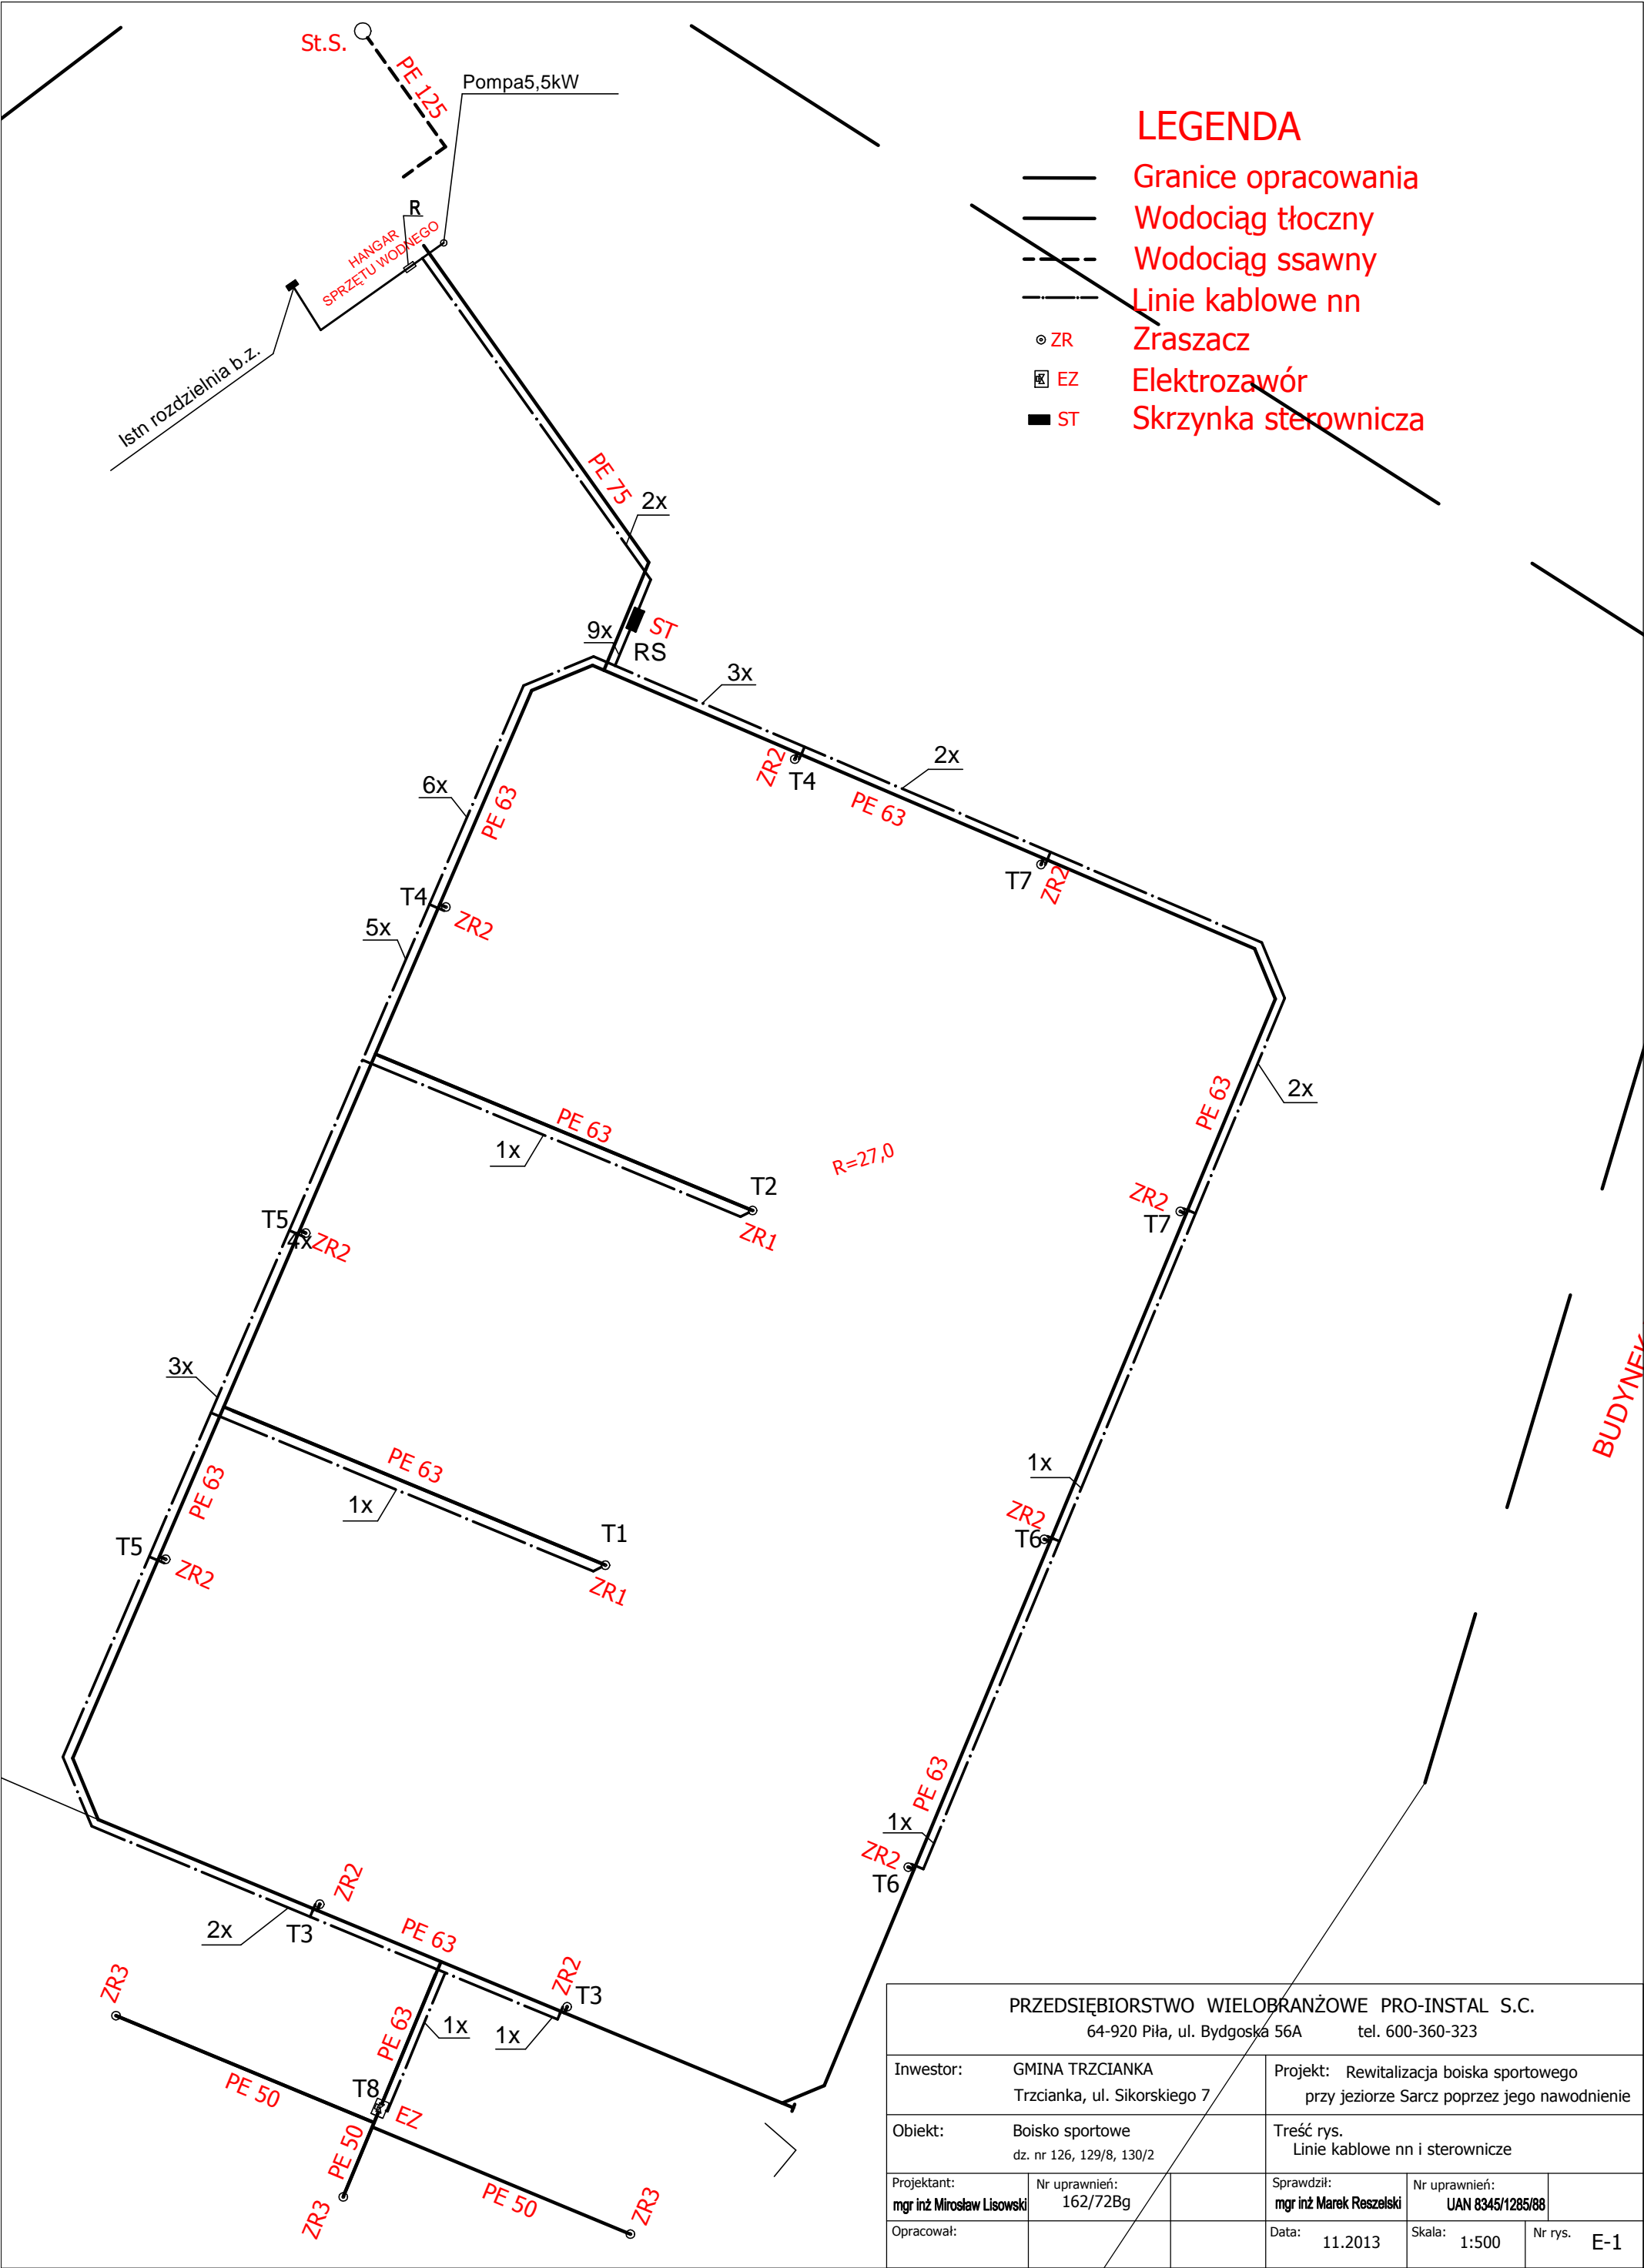 St.S.
PE 125
Pompa5,5kW
LEGENDA
Granice opracowania
Wodociąg tłoczny
Wodociąg ssawny
Linie kablowe nn
ZR Zraszacz
EZ Elektrozawór
ST Skrzynka sterownicza
R
HANGAR
SPRZĘTU WODNEGO
Istn rozdzielnia b.z.
PE 75
2x
ST
9x
RS
3x
ZR2
T4
2x
PE 63
6x
PE 63
T7
ZR2
T4
ZR2
5x
2x
PE 63
PE 63
1x
R=27,0
T2
ZR1
ZR2
T7
T5
4x
ZR2
3x
BUDYNEK
PE 63
1x
PE 63
1x
ZR2
T6
T5
ZR2
T1
ZR1
PE 63
1x
ZR2
T6
ZR2
2x
T3
PE 63
ZR2
T3
ZR3
PE 63
1x
1x
PE 50
T8
EZ
PE 50
PE 50
ZR3
ZR3
PRZEDSIĘBIORSTWO WIELOBRANŻOWE PRO-INSTAL S.C.
64-920 Piła, ul. Bydgoska 56A tel. 600-360-323
Inwestor: GMINA TRZCIANKA
Trzcianka, ul. Sikorskiego 7
Projekt: Rewitalizacja boiska sportowego
przy jeziorze Sarcz poprzez jego nawodnienie
Obiekt: Boisko sportowe
dz. nr 126, 129/8, 130/2
Treść rys.
Linie kablowe nn i sterownicze
Projektant:
mgr inż Mirosław Lisowski
Nr uprawnień:
162/72Bg
Sprawdził:
mgr inż Marek Reszelski
Nr uprawnień:
UAN 8345/1285/88
Opracował:
Data: 11.2013
Skala: 1:500
Nr rys. E-1